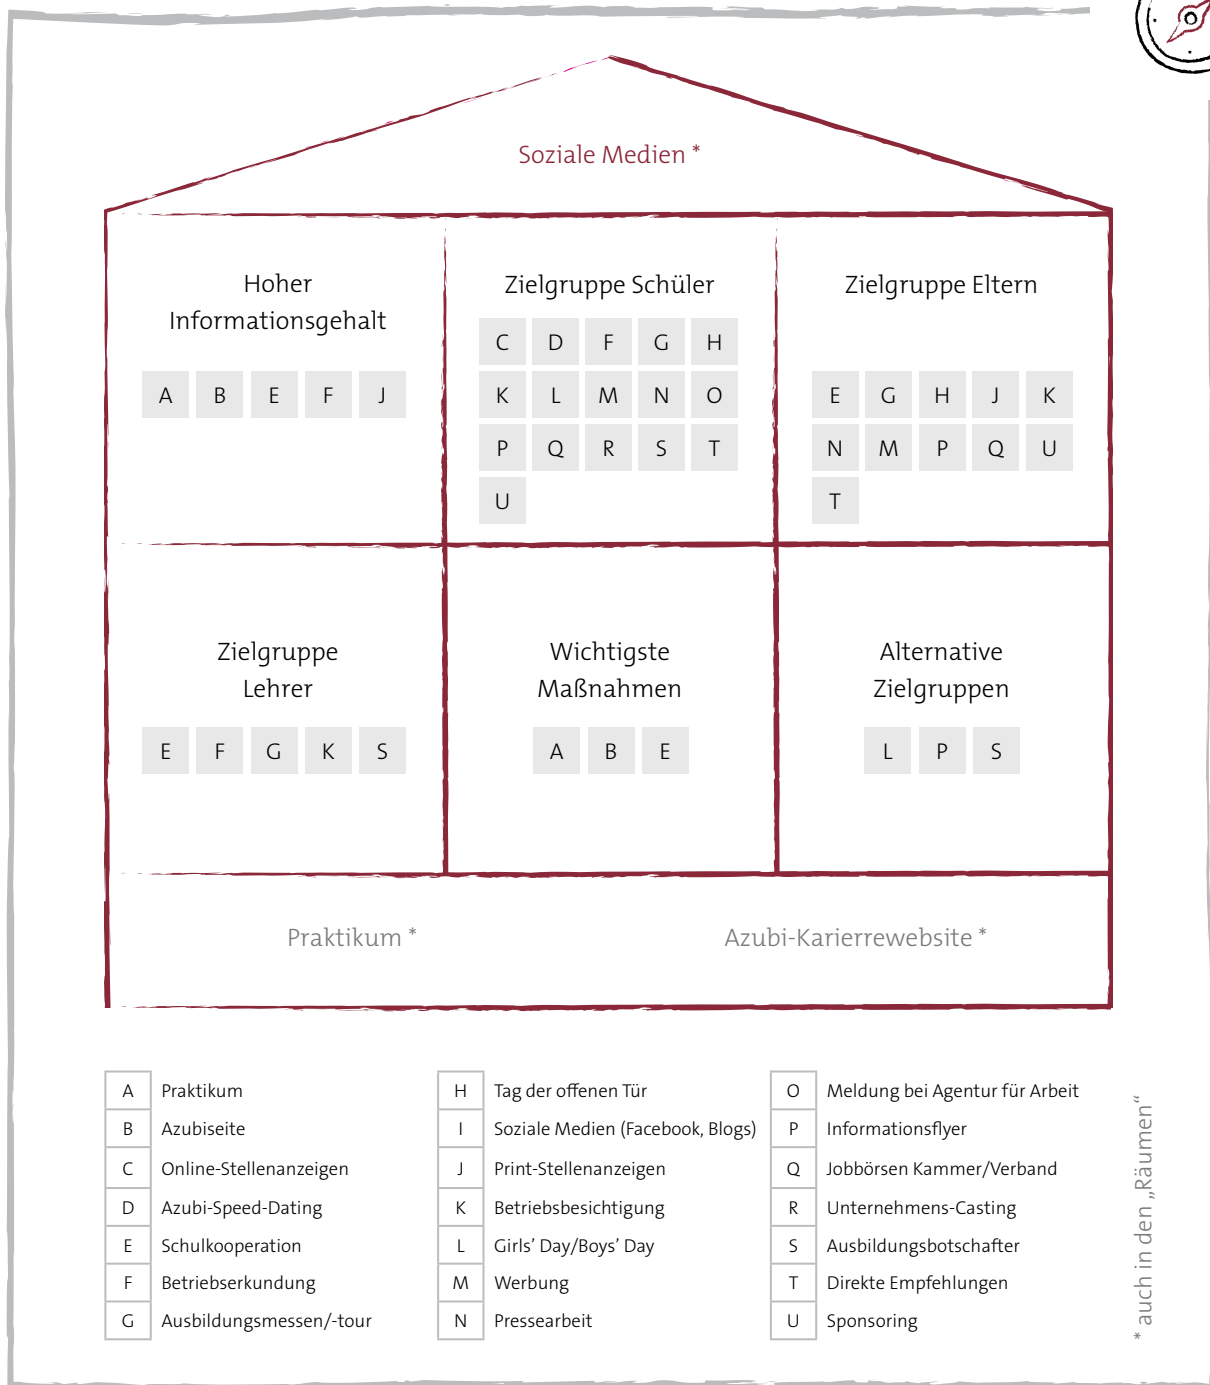 Soziale Medien *
Hoher
Informationsgehalt
A B E F J
Zielgruppe Schüler
C D F G H
K L M N O
P Q R S T
U
Zielgruppe Eltern
E G H J K
N M P Q U
T
Zielgruppe
Lehrer
E F G K S
Wichtigste
Maßnahmen
A B E
Alternative
Zielgruppen
L P S
Praktikum *
Azubi-Karierrewebsite *
A Praktikum
B Azubiseite
C Online-Stellenanzeigen
D Azubi-Speed-Dating
E Schulkooperation
F Betriebserkundung
G Ausbildungsmessen/-tour
H Tag der offenen Tür
I Soziale Medien (Facebook, Blogs)
J Print-Stellenanzeigen
K Betriebsbesichtigung
L Girls’ Day/Boys’ Day
M Werbung
N Pressearbeit
O Meldung bei Agentur für Arbeit
P Informationsflyer
Q Jobbörsen Kammer/Verband
R Unternehmens-Casting
S Ausbildungsbotschafter
T Direkte Empfehlungen
U Sponsoring
* auch in den „Räumen“